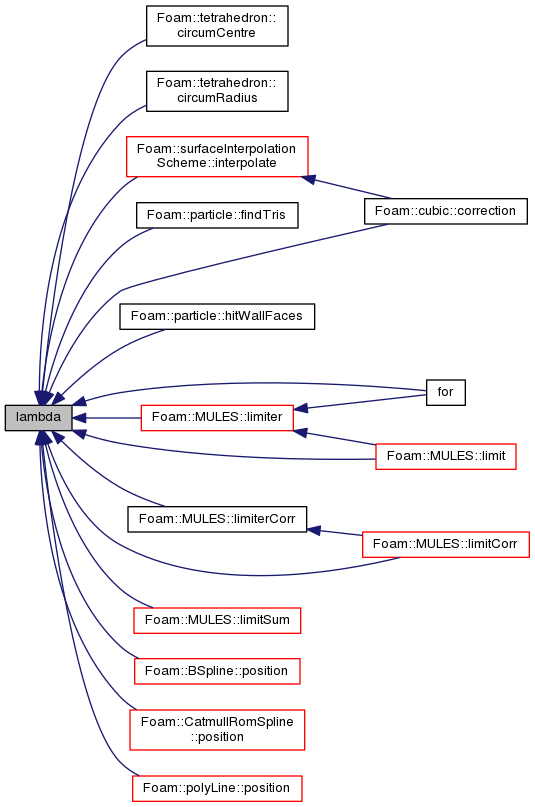 Foam::tetrahedron::
circumCentre
Foam::tetrahedron::
circumRadius
Foam::surfaceInterpolation
Scheme::interpolate
Foam::cubic::correction
Foam::particle::findTris
Foam::particle::hitWallFaces
for
lambda
Foam::MULES::limiter
Foam::MULES::limit
Foam::MULES::limiterCorr
Foam::MULES::limitCorr
Foam::MULES::limitSum
Foam::BSpline::position
Foam::CatmullRomSpline
::position
Foam::polyLine::position